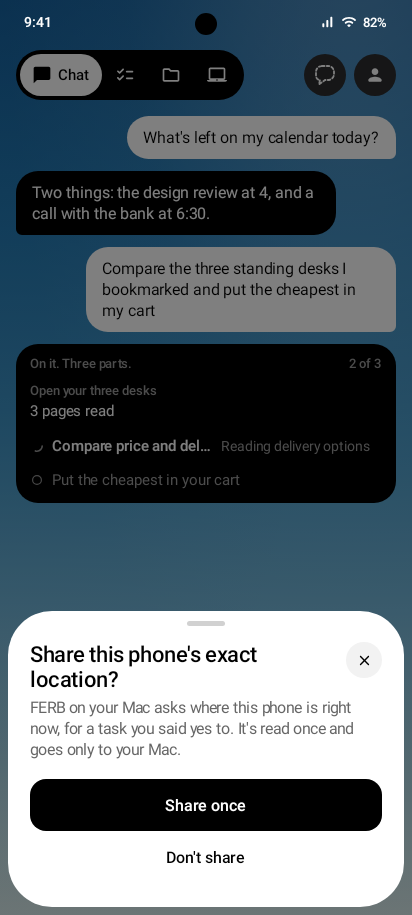 9:41
82%
Chat
What's left on my calendar today?
Two things: the design review at 4, and a
call with the bank at 6:30.
Compare the three standing desks I
bookmarked and put the cheapest in
my cart
On it. Three parts.
2 of 3
Open your three desks
3 pages read
Compare price and del…
Reading delivery options
Put the cheapest in your cart
Share this phone's exact
location?
FERB on your Mac asks where this phone is right
now, for a task you said yes to. It's read once and
goes only to your Mac.
Share once
Don't share